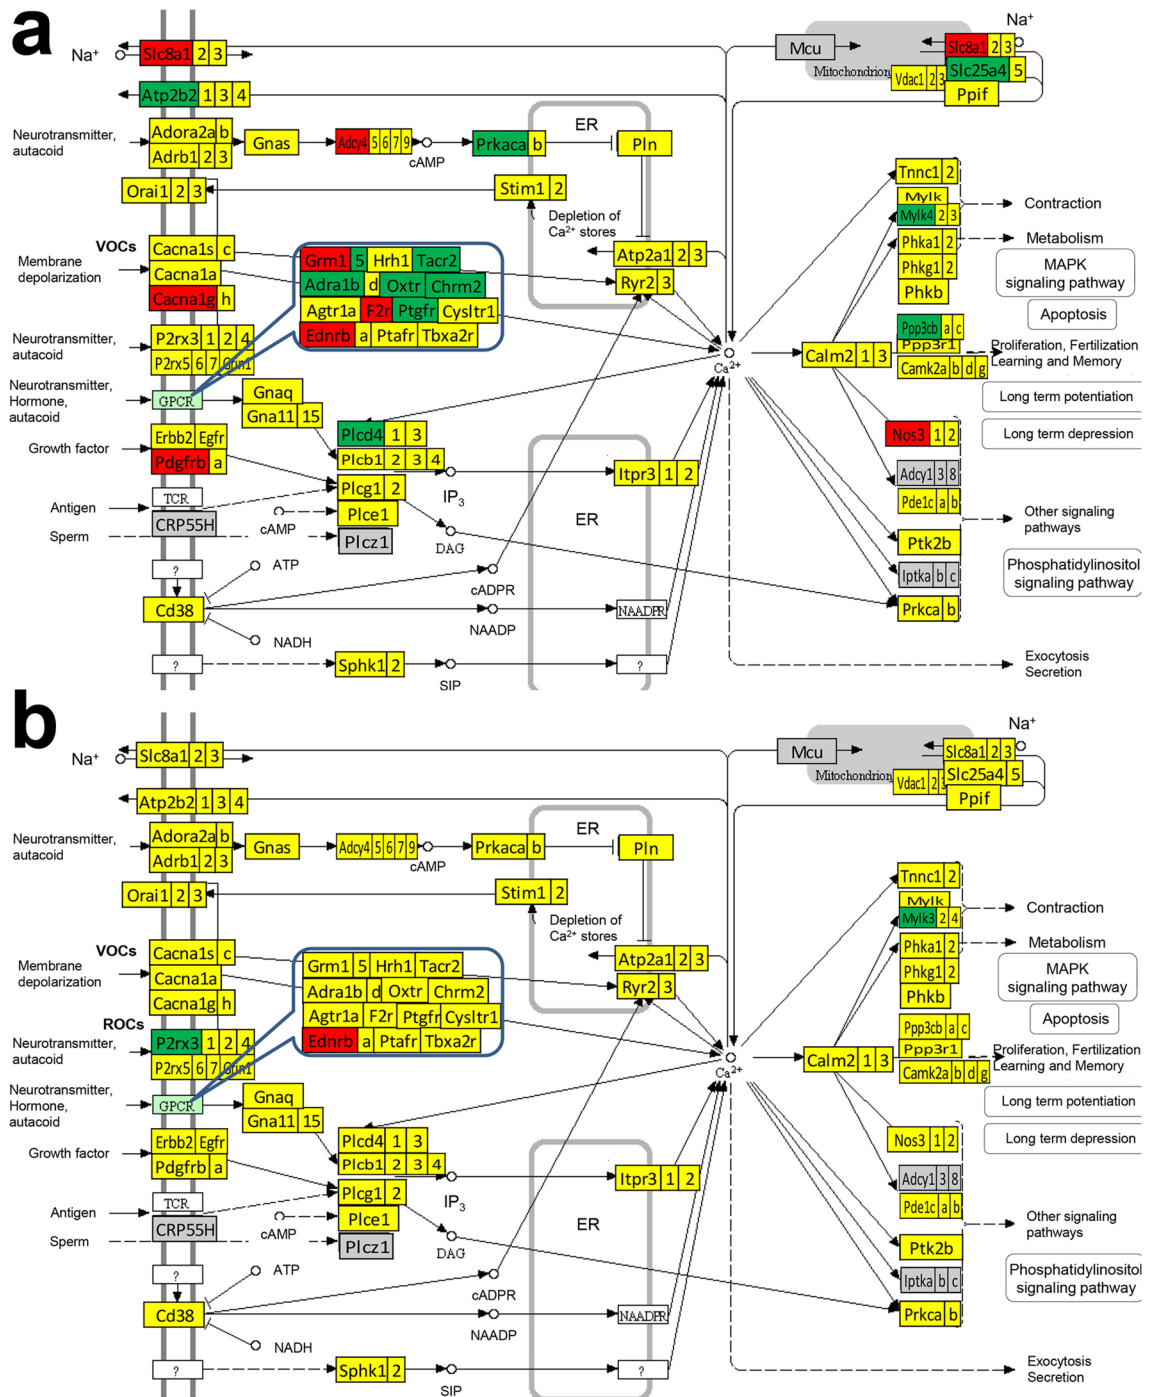 a
Na⁺
Slc8a1 2 3
Mcu
Mitochondrion
Na⁺
Slc8a1 2 3
Vdac1 2 3
Slc25a4 5
Ppif
Atp2b2 1 3 4
Neurotransmitter,
autacoid
Adora2a b
Adrb1 2 3
Gnas
Adcy4 5 6 7 9
cAMP
Prkaca b
ER
Pln
Orai1 2 3
Stim1 2
Depletion of
Ca²⁺ stores
Tnnc1 2
Mylk
Mylk4 2 3
Contraction
VOCs
Membrane
depolarization
Cacna1s c
Cacna1a
Cacna1g h
Grm1 5 Hrh1 Tacr2
Adra1b d Oxtr Chrm2
Agtr1a F2r Ptgfr Cysltr1
Ednrb a Ptafr Tbxa2r
Atp2a1 2 3
Ryr2 3
Phka1 2
Phkg1 2
Phkb
Metabolism
MAPK
signaling pathway
Apoptosis
Neurotransmitter,
autacoid
P2rx3 1 2 4
P2rx5 6 7 Grin1
Ca²⁺
Calm2 1 3
Ppp3cb a c
Ppp3r1
Camk2a b d g
Proliferation, Fertilization
Learning and Memory
Long term potentiation
Long term depression
Neurotransmitter,
Hormone,
autacoid
GPCR
Gnaq
Gna11 15
Growth factor
Erbb2 Egfr
Pdgfrb a
Plcd4 1 3
Plcb1 2 3 4
Plcg1 2
Plce1
Plcz1
IP₃
DAG
Itpr3 1 2
ER
Nos3 1 2
Adcy1 3 8
Pde1c a b
Ptk2b
Iptka b c
Prkca b
Other signaling
pathways
Phosphatidylinositol
signaling pathway
Antigen
TCR
Sperm
CRP55H
cAMP
?
ATP
Cd38
NADH
cADPR
NAADP
NAADPR
?
Sphk1 2
SIP
?
Exocytosis
Secretion
b
Na⁺
Slc8a1 2 3
Mcu
Mitochondrion
Na⁺
Slc8a1 2 3
Vdac1 2 3
Slc25a4 5
Ppif
Atp2b2 1 3 4
Neurotransmitter,
autacoid
Adora2a b
Adrb1 2 3
Gnas
Adcy4 5 6 7 9
cAMP
Prkaca b
ER
Pln
Orai1 2 3
Stim1 2
Depletion of
Ca²⁺ stores
Tnnc1 2
Mylk
Mylk3 2 4
Contraction
VOCs
Membrane
depolarization
Cacna1s c
Cacna1a
Cacna1g h
Grm1 5 Hrh1 Tacr2
Adra1b d Oxtr Chrm2
Agtr1a F2r Ptgfr Cysltr1
Ednrb a Ptafr Tbxa2r
Atp2a1 2 3
Ryr2 3
Phka1 2
Phkg1 2
Phkb
Metabolism
MAPK
signaling pathway
Apoptosis
ROCs
Neurotransmitter,
autacoid
P2rx3 1 2 4
P2rx5 6 7 Grin1
Ca²⁺
Calm2 1 3
Ppp3cb a c
Ppp3r1
Camk2a b d g
Proliferation, Fertilization
Learning and Memory
Long term potentiation
Long term depression
Neurotransmitter,
Hormone,
autacoid
GPCR
Gnaq
Gna11 15
Growth factor
Erbb2 Egfr
Pdgfrb a
Plcd4 1 3
Plcb1 2 3 4
Plcg1 2
Plce1
Plcz1
IP₃
DAG
Itpr3 1 2
ER
Nos3 1 2
Adcy1 3 8
Pde1c a b
Ptk2b
Iptka b c
Prkca b
Other signaling
pathways
Phosphatidylinositol
signaling pathway
Antigen
TCR
Sperm
CRP55H
cAMP
?
ATP
Cd38
NADH
cADPR
NAADP
NAADPR
?
Sphk1 2
SIP
?
Exocytosis
Secretion